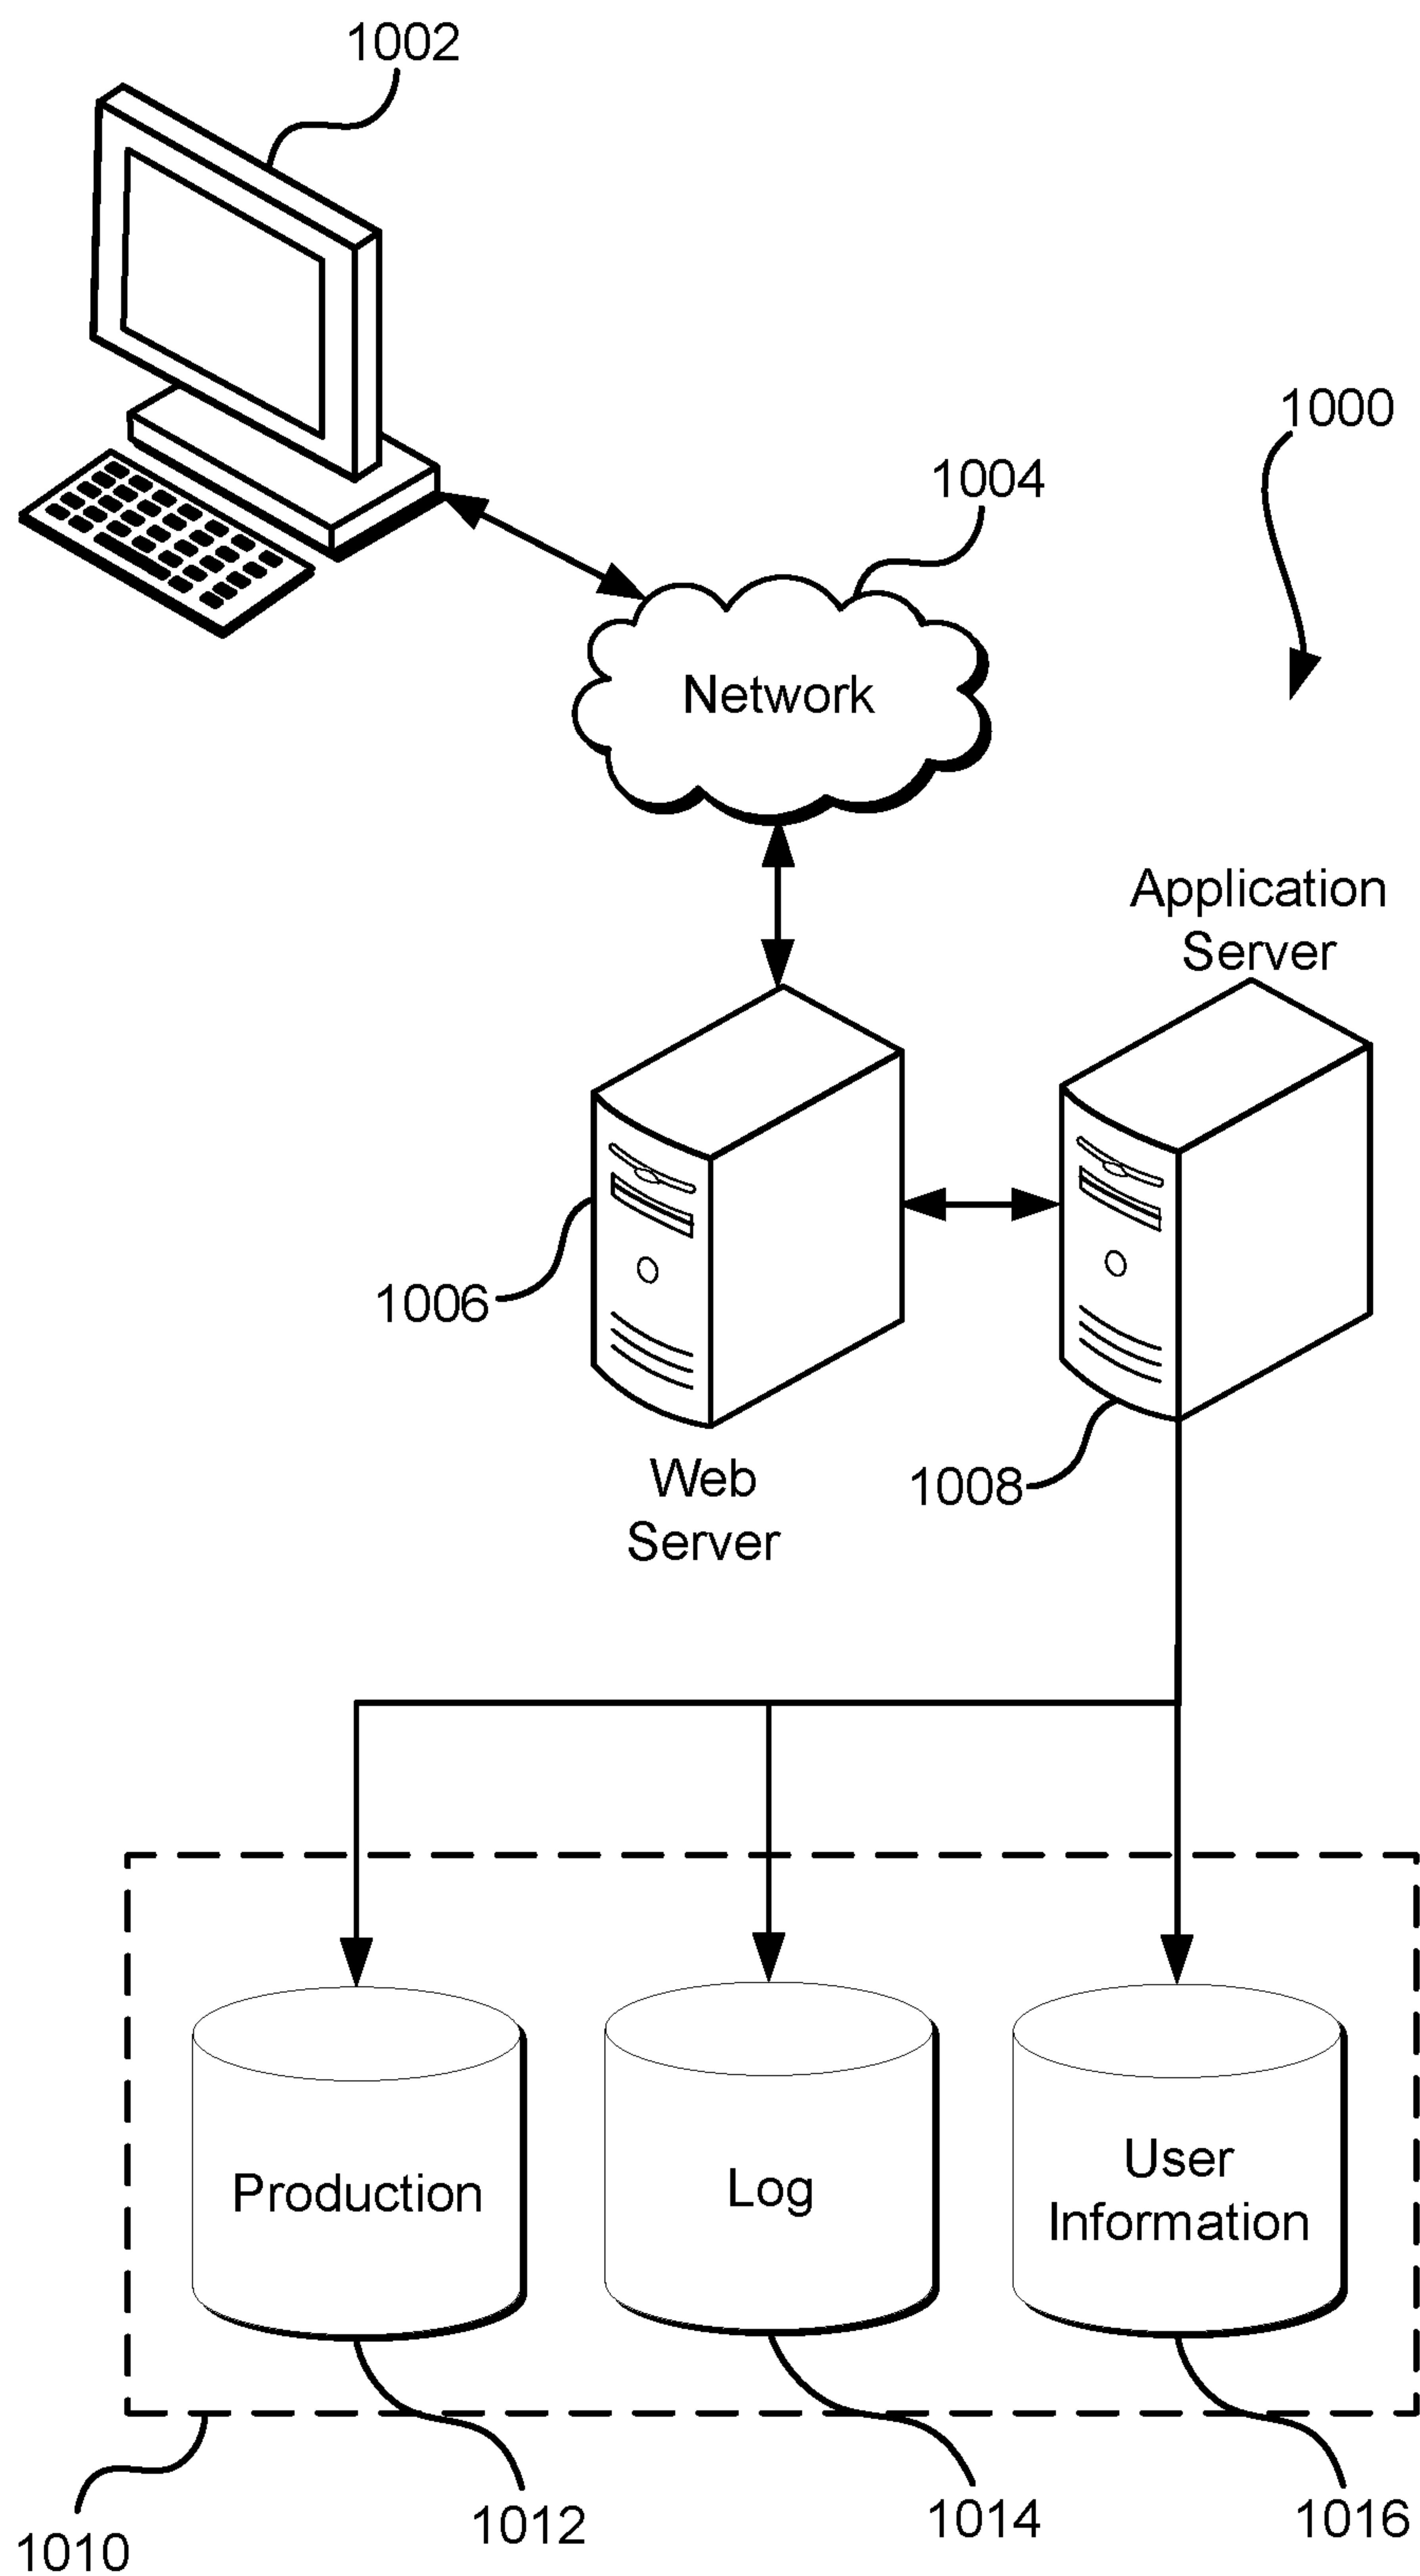 1002
1000
1004
Network
Application
Server
1006
1008
Web
Server
Production
Log
User
Information
1010
1012
1014
1016